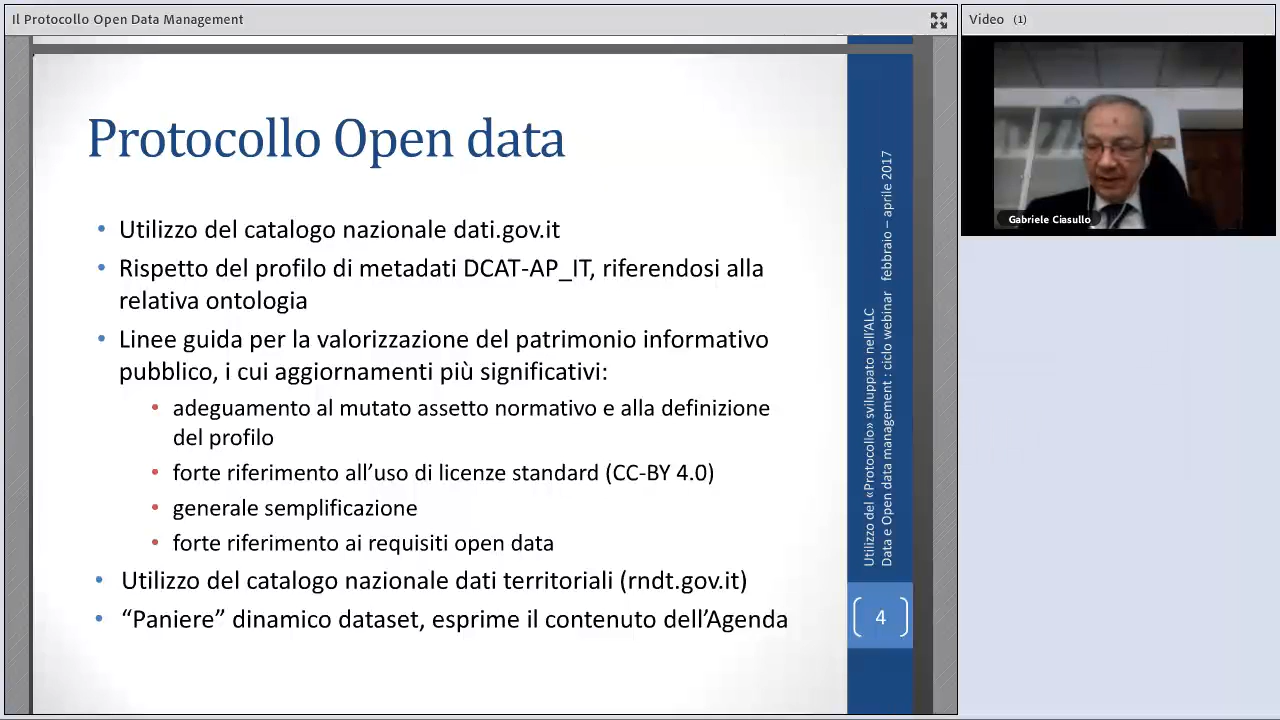 Il Protocollo Open Data Management
Video (1)
Gabriele Ciasullo
Protocollo Open data
• Utilizzo del catalogo nazionale dati.gov.it
• Rispetto del profilo di metadati DCAT-AP_IT, riferendosi alla
relativa ontologia
• Linee guida per la valorizzazione del patrimonio informativo
pubblico, i cui aggiornamenti più significativi:
• adeguamento al mutato assetto normativo e alla definizione
del profilo
• forte riferimento all’uso di licenze standard (CC-BY 4.0)
• generale semplificazione
• forte riferimento ai requisiti open data
• Utilizzo del catalogo nazionale dati territoriali (rndt.gov.it)
• “Paniere” dinamico dataset, esprime il contenuto dell’Agenda
Utilizzo del «Protocollo» sviluppato nell’ALC
Data e Open data management : ciclo webinar febbraio – aprile 2017
4